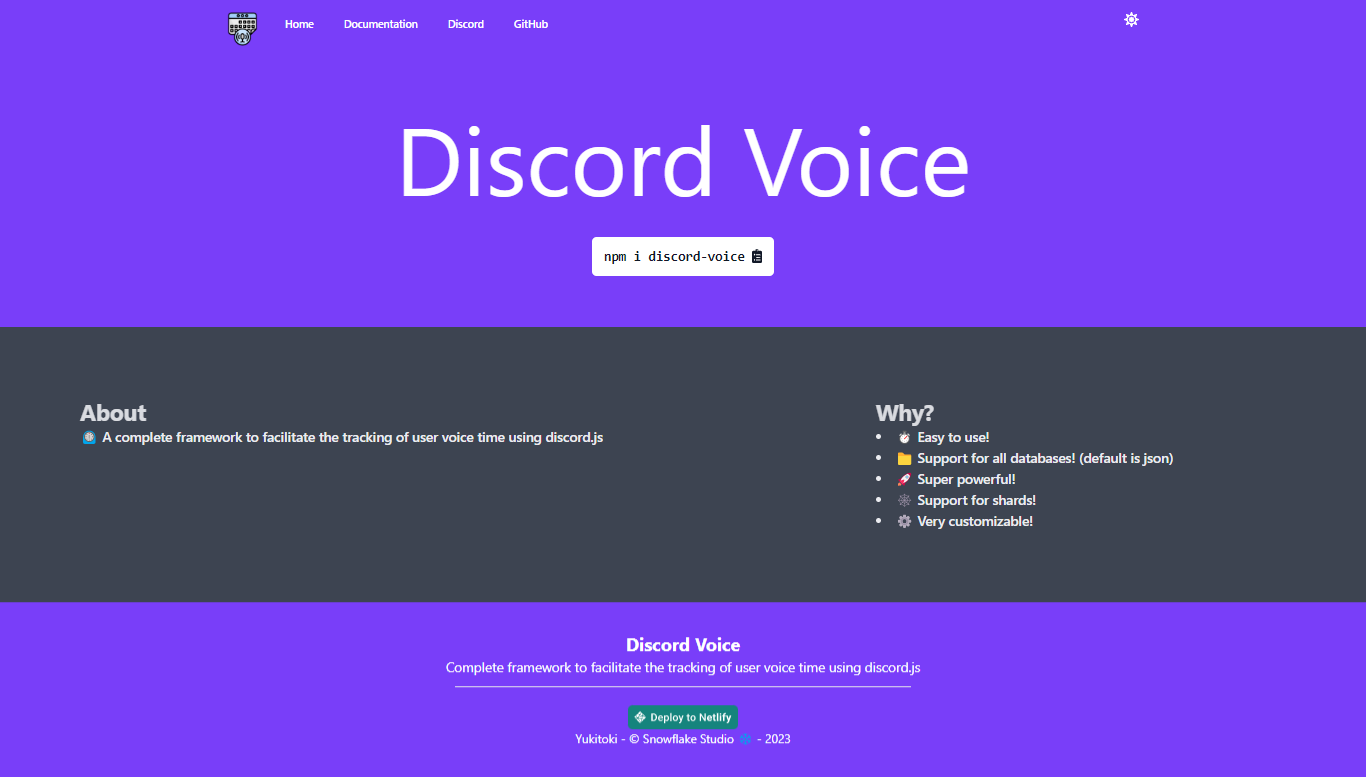 Home Documentation Discord GitHub
Discord Voice
npm i discord-voice
About
A complete framework to facilitate the tracking of user voice time using discord.js
Why?
Easy to use!
Support for all databases! (default is json)
Super powerful!
Support for shards!
Very customizable!
Discord Voice
Complete framework to facilitate the tracking of user voice time using discord.js
Deploy to Netlify
Yukitoki - © Snowflake Studio ❄️ - 2023